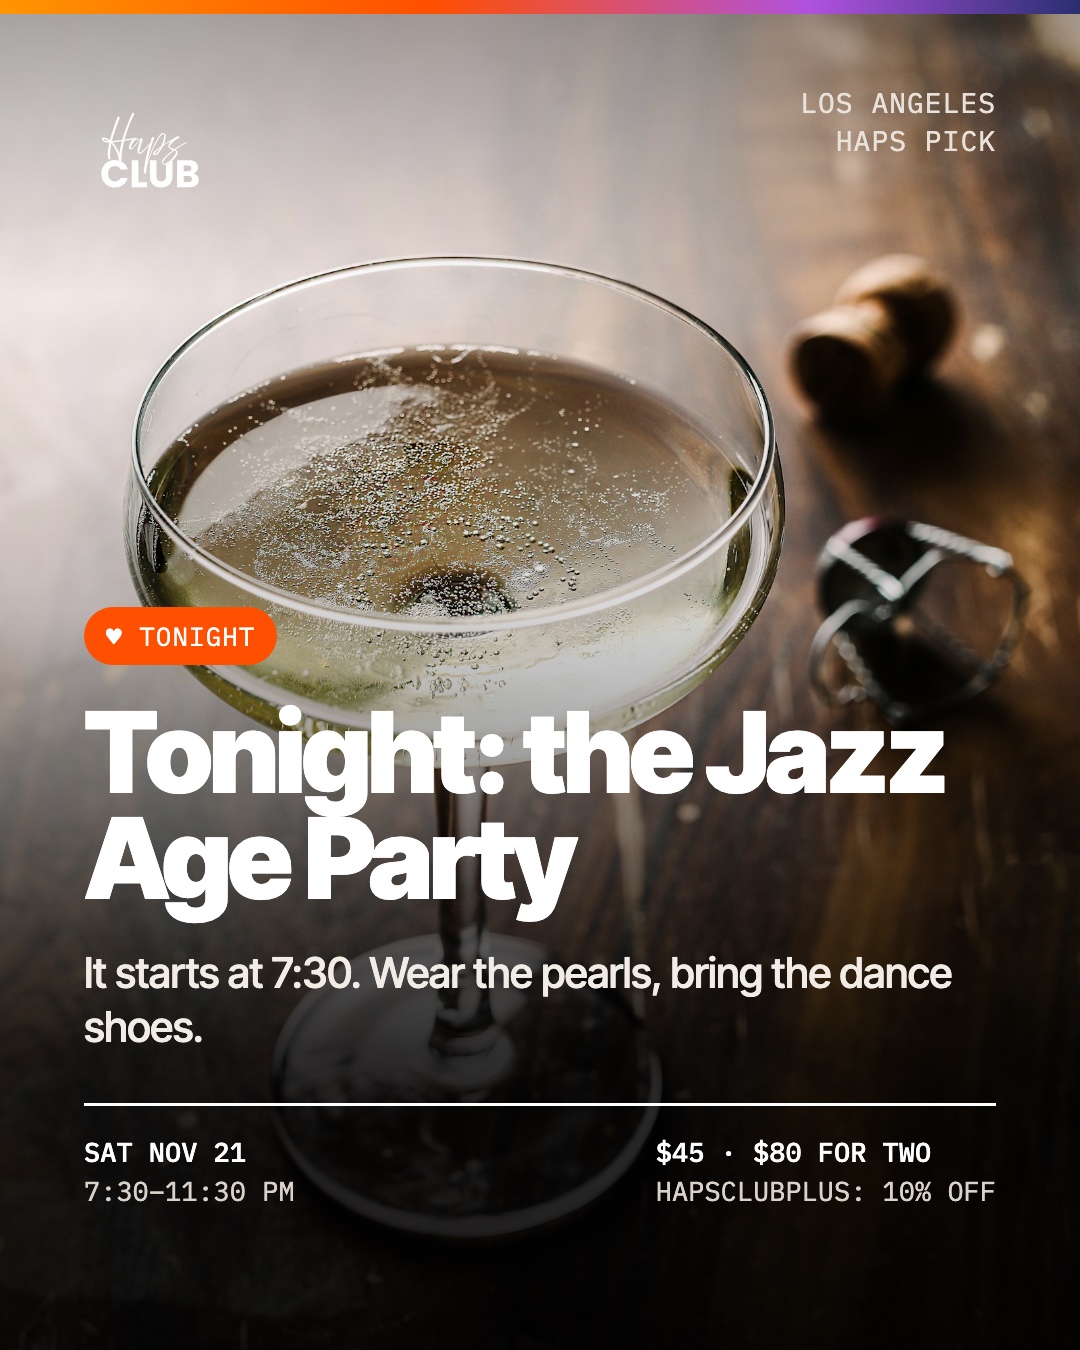 Haps
CLUB
LOS ANGELES
HAPS PICK
♥ TONIGHT
Tonight: the Jazz
Age Party
It starts at 7:30. Wear the pearls, bring the dance
shoes.
SAT NOV 21
7:30–11:30 PM
$45 · $80 FOR TWO
HAPSCLUBPLUS: 10% OFF